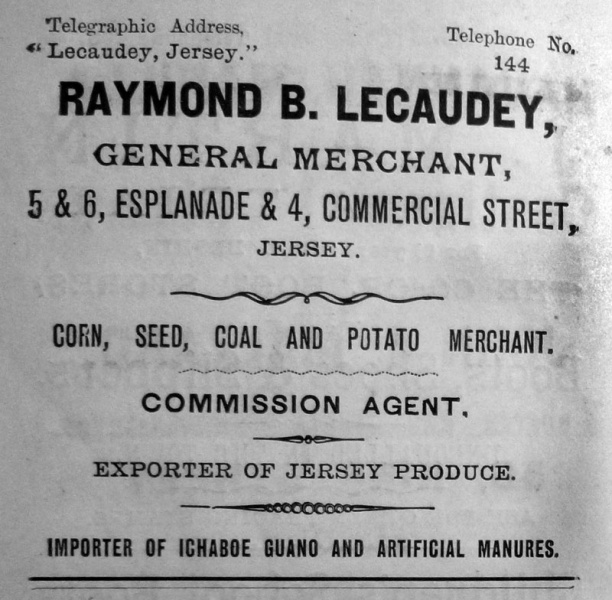 Telegraphic Address,
"Lecaudey, Jersey."
Telephone No.
144
RAYMOND B. LECAUDEY,
GENERAL MERCHANT,
5 & 6, ESPLANADE & 4, COMMERCIAL STREET,
JERSEY.
CORN, SEED, COAL AND POTATO MERCHANT.
COMMISSION AGENT.
EXPORTER OF JERSEY PRODUCE.
IMPORTER OF ICHABOE GUANO AND ARTIFICIAL MANURES.